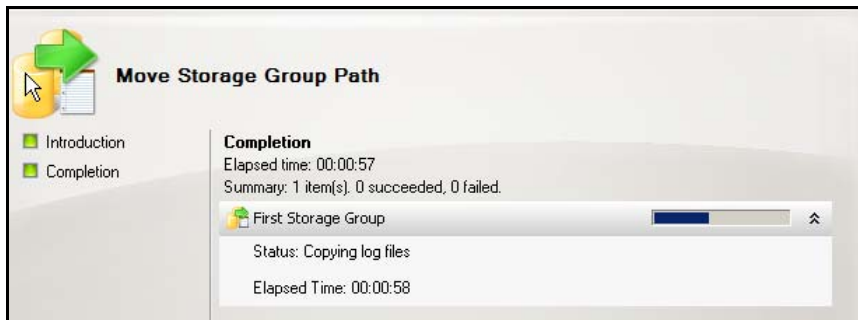 Move Storage Group Path
Introduction
Completion
Completion
Elapsed time: 00:00:57
Summary: 1 item(s). 0 succeeded, 0 failed.
First Storage Group
Status: Copying log files
Elapsed Time: 00:00:58